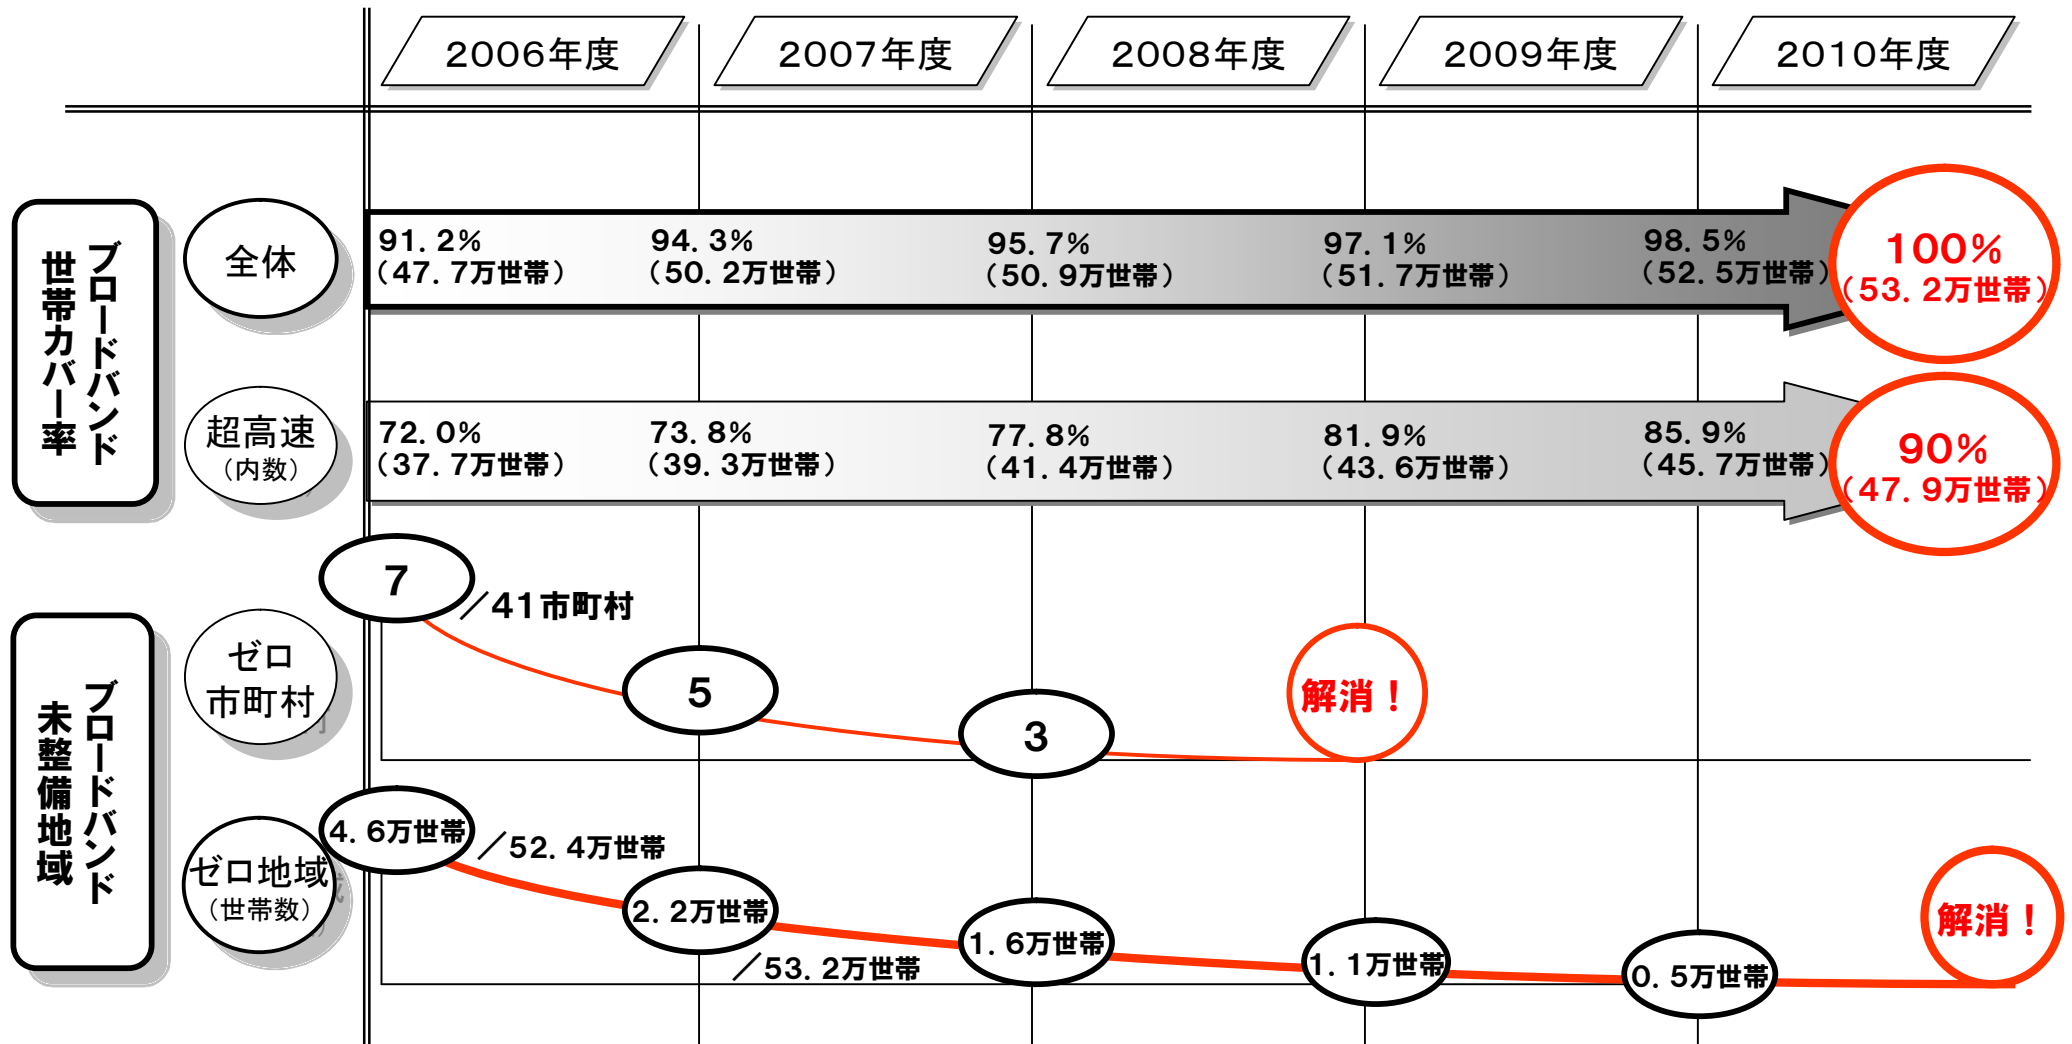 2006年度
2007年度
2008年度
2009年度
2010年度
ブロードバンド
世帯カバー率
全体
91.2%
(47.7万世帯)
94.3%
(50.2万世帯)
95.7%
(50.9万世帯)
97.1%
(51.7万世帯)
98.5%
(52.5万世帯)
100%
(53.2万世帯)
超高速
(内数)
72.0%
(37.7万世帯)
73.8%
(39.3万世帯)
77.8%
(41.4万世帯)
81.9%
(43.6万世帯)
85.9%
(45.7万世帯)
90%
(47.9万世帯)
ブロードバンド
未整備地域
ゼロ
市町村
7
/41市町村
5
3
解消!
ゼロ地域
(世帯数)
4.6万世帯
/52.4万世帯
2.2万世帯
/53.2万世帯
1.6万世帯
1.1万世帯
0.5万世帯
解消!